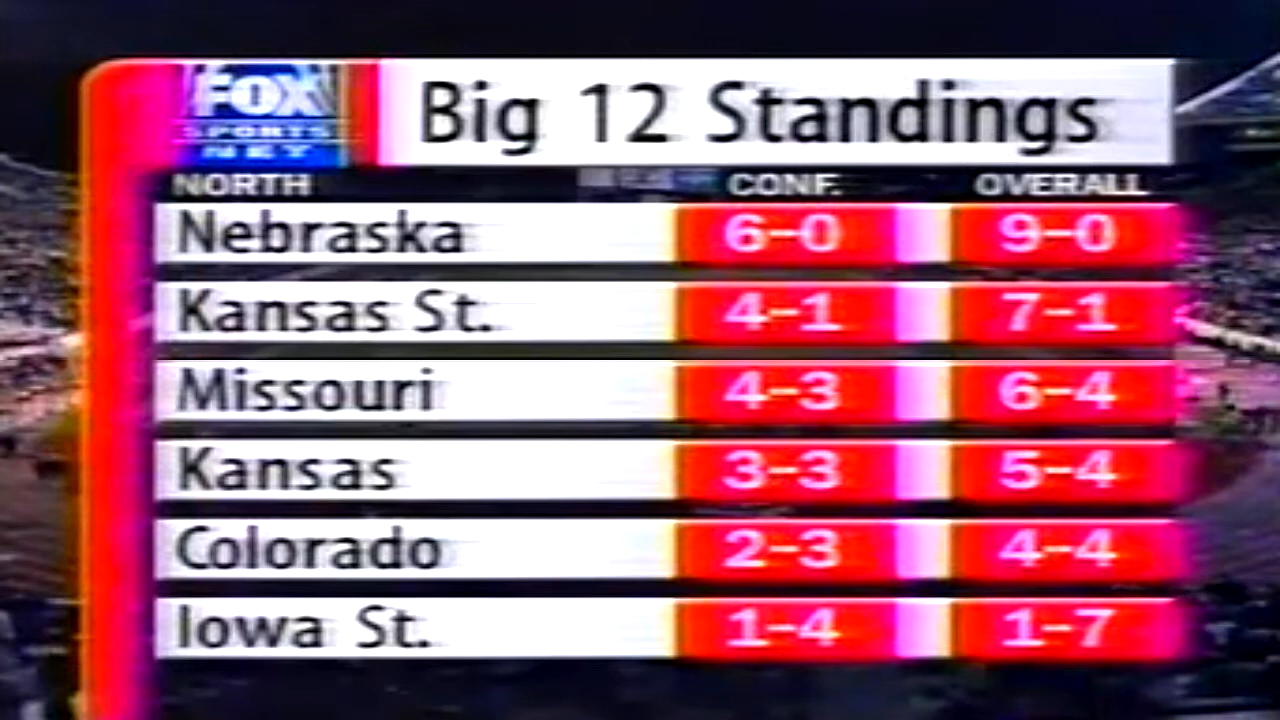 FOX
SPORTS
NET
Big 12 Standings
NORTH CONF. OVERALL
Nebraska 6-0 9-0
Kansas St. 4-1 7-1
Missouri 4-3 6-4
Kansas 3-3 5-4
Colorado 2-3 4-4
Iowa St. 1-4 1-7